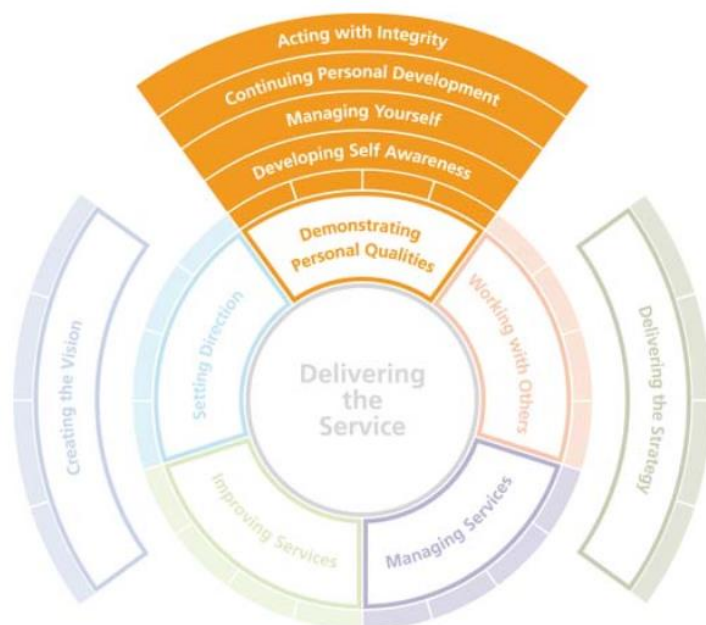 Acting with Integrity
Continuing Personal Development
Managing Yourself
Developing Self Awareness
Demonstrating
Personal Qualities
Creating the Vision
Setting Direction
Delivering
the
Service
Working with Others
Delivering the Strategy
Improving Services
Managing Services